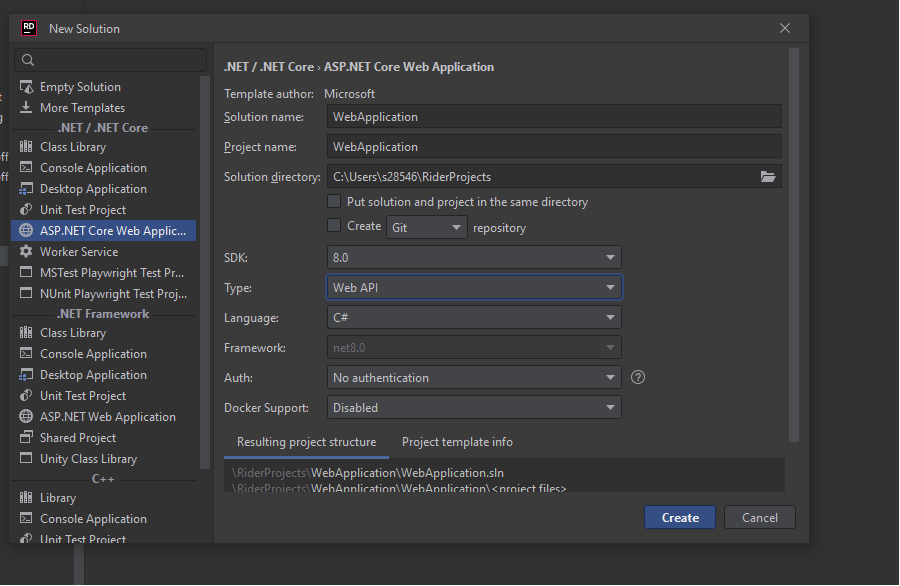 RD New Solution
Empty Solution
More Templates
.NET / .NET Core
Class Library
Console Application
Desktop Application
Unit Test Project
ASP.NET Core Web Applic...
Worker Service
MSTest Playwright Test Pr...
NUnit Playwright Test Proj...
.NET Framework
Class Library
Console Application
Desktop Application
Unit Test Project
ASP.NET Web Application
Shared Project
Unity Class Library
C++
Library
Console Application
Unit Test Project
.NET / .NET Core › ASP.NET Core Web Application
Template author: Microsoft
Solution name: WebApplication
Project name: WebApplication
Solution directory: C:\Users\s28546\RiderProjects
Put solution and project in the same directory
Create Git repository
SDK: 8.0
Type: Web API
Language: C#
Framework: net8.0
Auth: No authentication ?
Docker Support: Disabled
Resulting project structure Project template info
\RiderProjects\WebApplication\WebApplication.sln
\RiderProjects\WebApplication\WebApplication\<project files>
Create Cancel